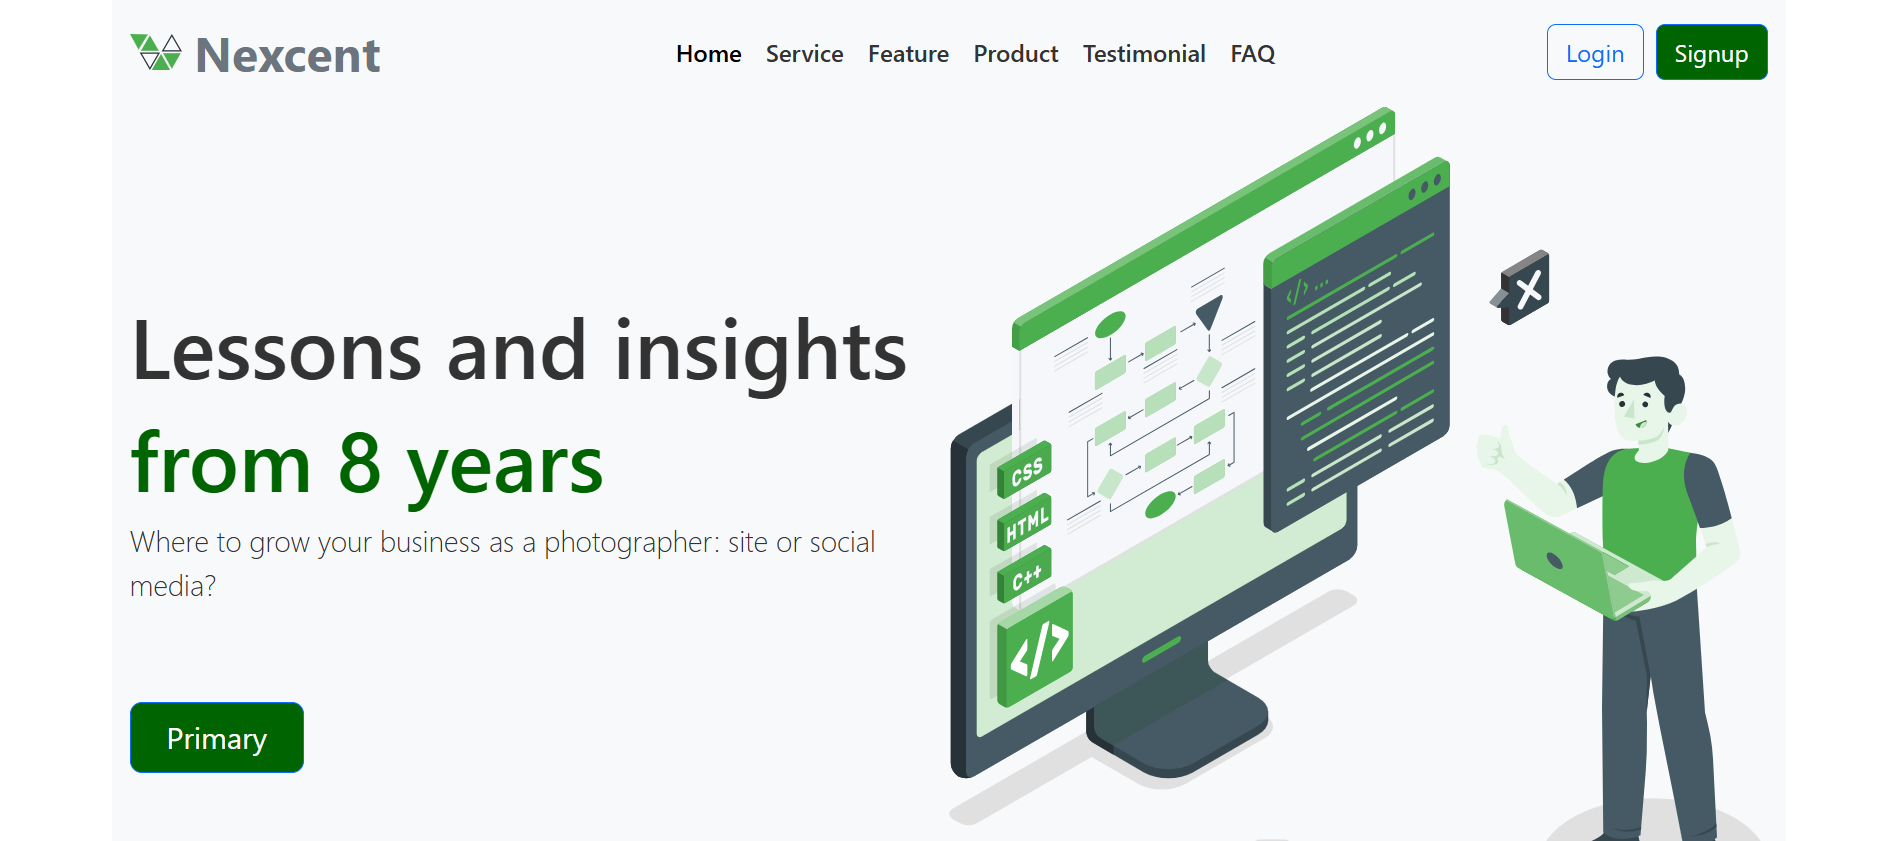 Nexcent
Home Service Feature Product Testimonial FAQ
Login Signup
Lessons and insights
from 8 years
Where to grow your business as a photographer: site or social
media?
Primary
</> ...
CSS
HTML
C++
</>